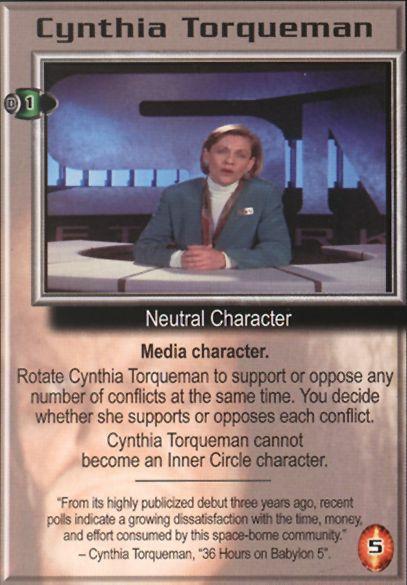 Cynthia Torqueman
D 1
Neutral Character
Media character.
Rotate Cynthia Torqueman to support or oppose any
number of conflicts at the same time. You decide
whether she supports or opposes each conflict.
Cynthia Torqueman cannot
become an Inner Circle character.
"From its highly publicized debut three years ago, recent
polls indicate a growing dissatisfaction with the time, money,
and effort consumed by this space-borne community."
– Cynthia Torqueman, "36 Hours on Babylon 5".
5